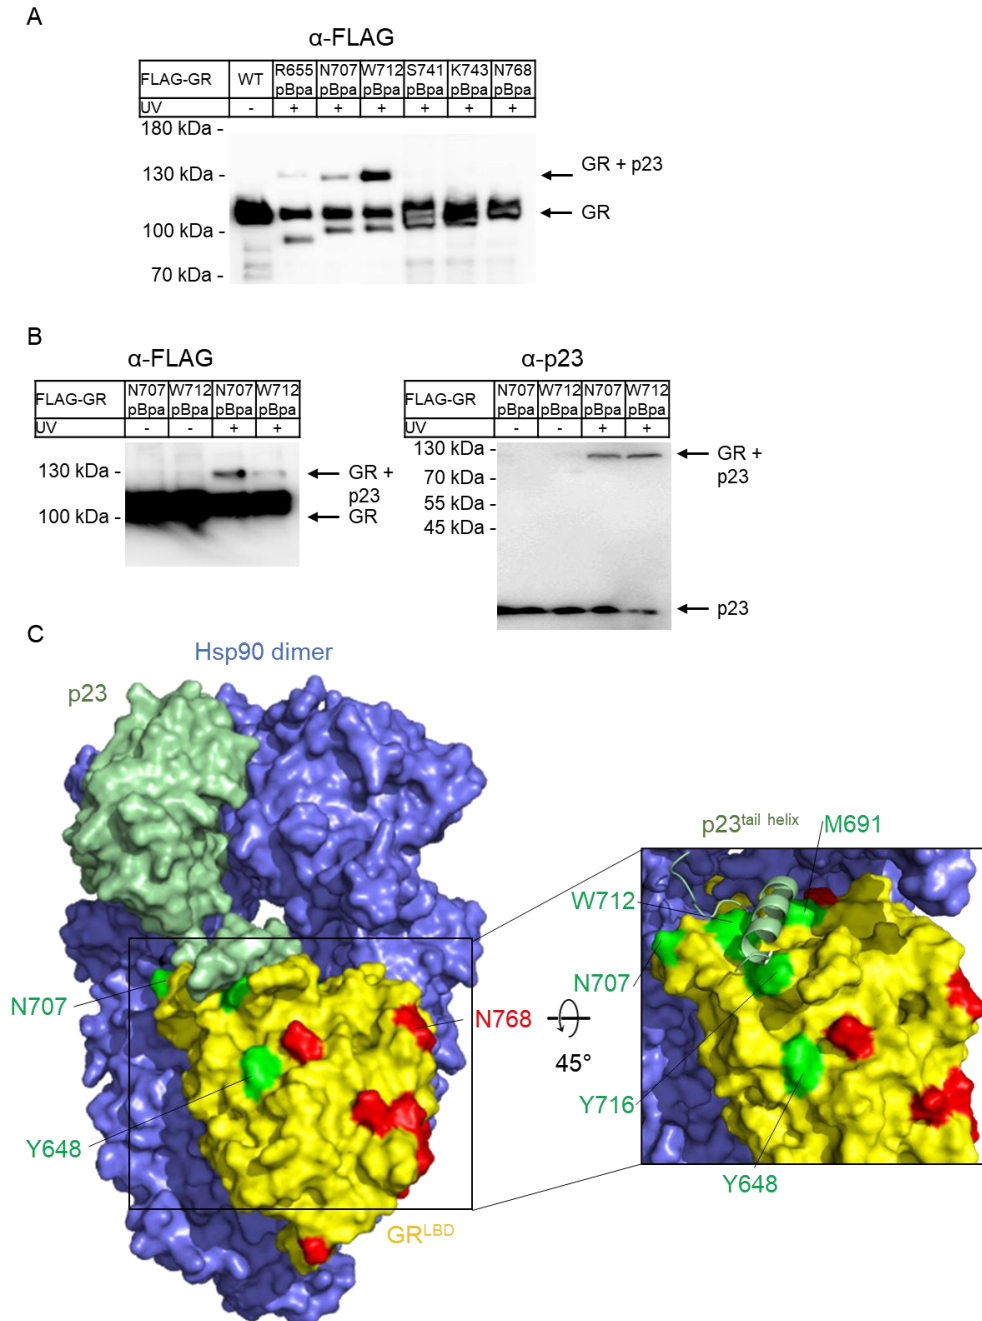 A
α-FLAG
FLAG-GR WT R655 pBpa N707 pBpa W712 pBpa S741 pBpa K743 pBpa N768 pBpa
UV - + + + + + +
180 kDa -
130 kDa -
GR + p23
GR
100 kDa -
70 kDa -
B
α-FLAG
FLAG-GR N707 pBpa W712 pBpa N707 pBpa W712 pBpa
UV - - + +
130 kDa -
GR + p23
100 kDa -
GR
α-p23
FLAG-GR N707 pBpa W712 pBpa N707 pBpa W712 pBpa
UV - - + +
130 kDa -
GR + p23
70 kDa -
55 kDa -
45 kDa -
p23
C
Hsp90 dimer
p23
N707
N768
Y648
GRLBD
45°
p23tail helix
M691
W712
N707
Y716
Y648